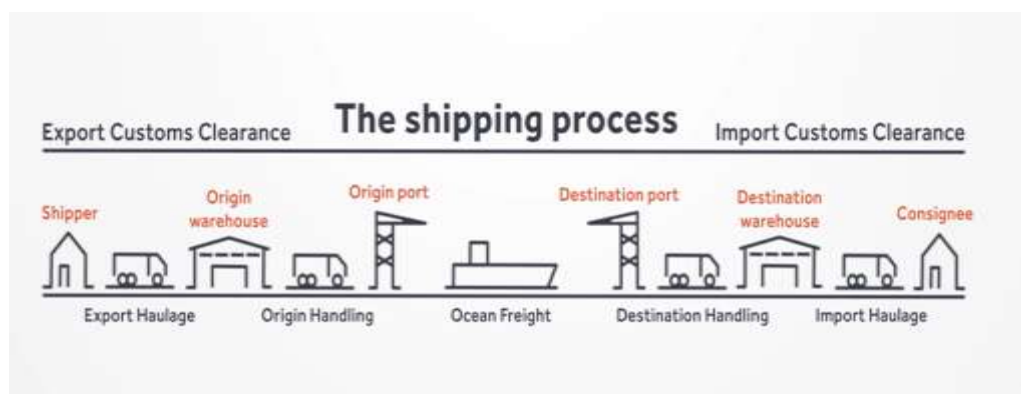 The shipping process
Export Customs Clearance
Import Customs Clearance
Shipper
Origin
warehouse
Origin port
Destination port
Destination
warehouse
Consignee
Export Haulage
Origin Handling
Ocean Freight
Destination Handling
Import Haulage